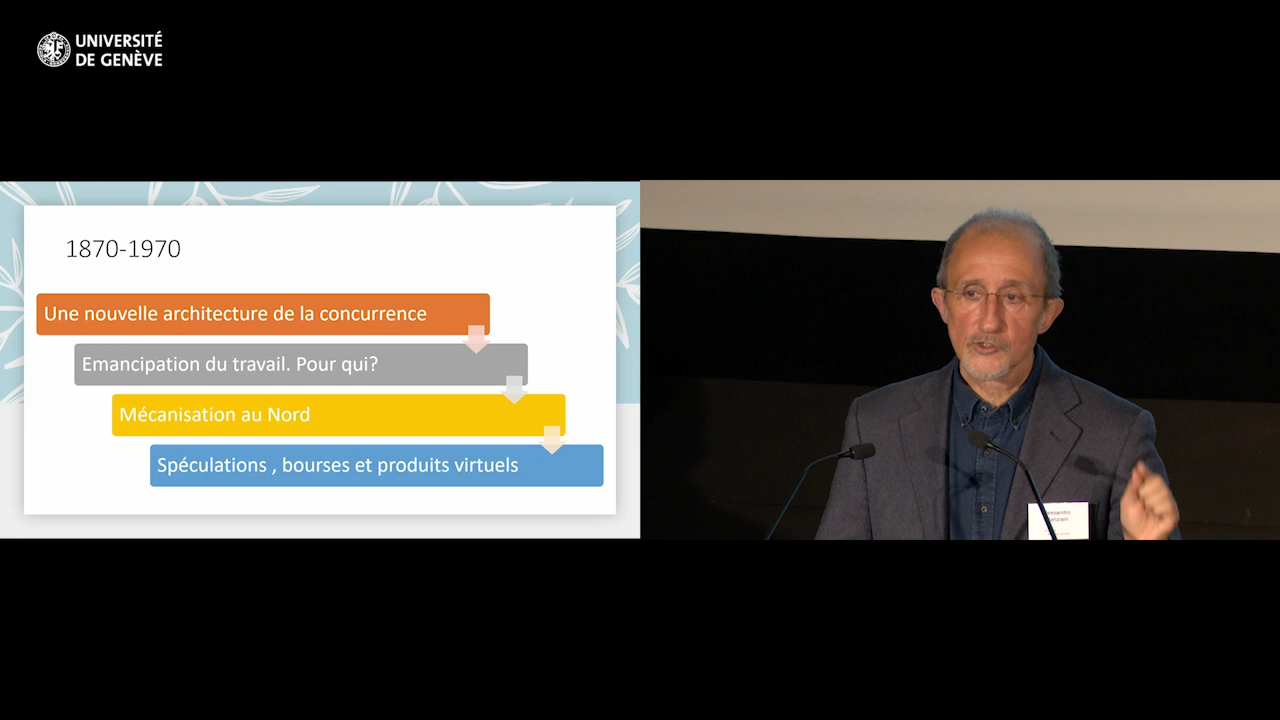 UNIVERSITÉ
DE GENÈVE
1870-1970
Une nouvelle architecture de la concurrence
Emancipation du travail. Pour qui?
Mécanisation au Nord
Spéculations , bourses et produits virtuels